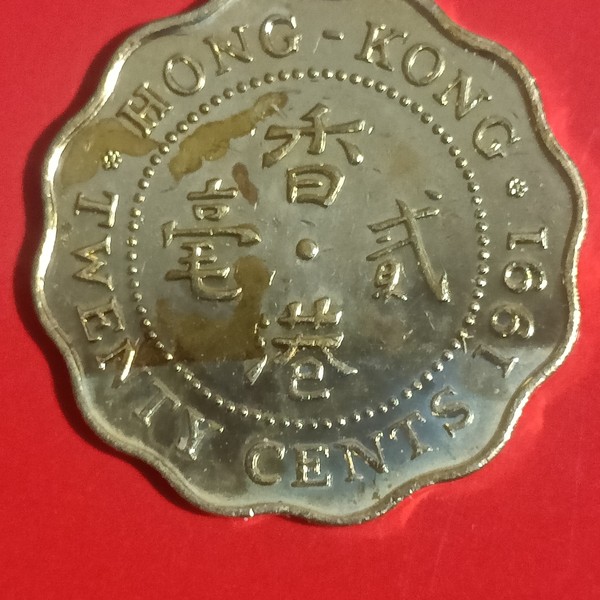 HONG-KONG
香港
貳毫
TWENTY CENTS 1991